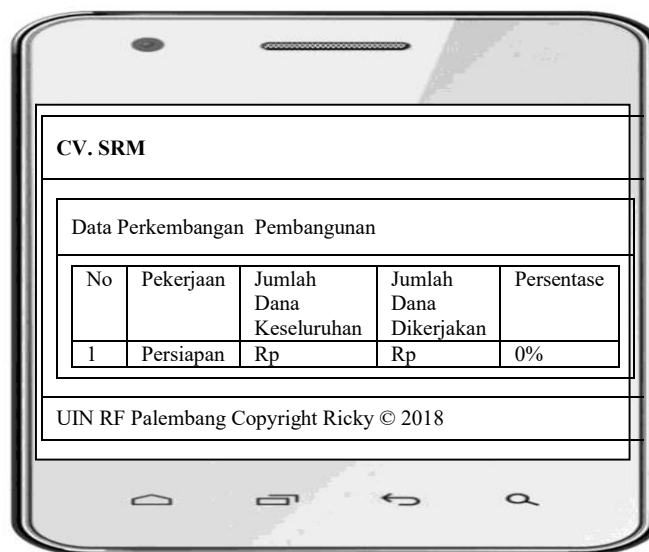 CV. SRM
Data Perkembangan Pembangunan
No Pekerjaan Jumlah Dana Keseluruhan Jumlah Dana Dikerjakan Persentase
1 Persiapan Rp Rp 0%
UIN RF Palembang Copyright Ricky © 2018